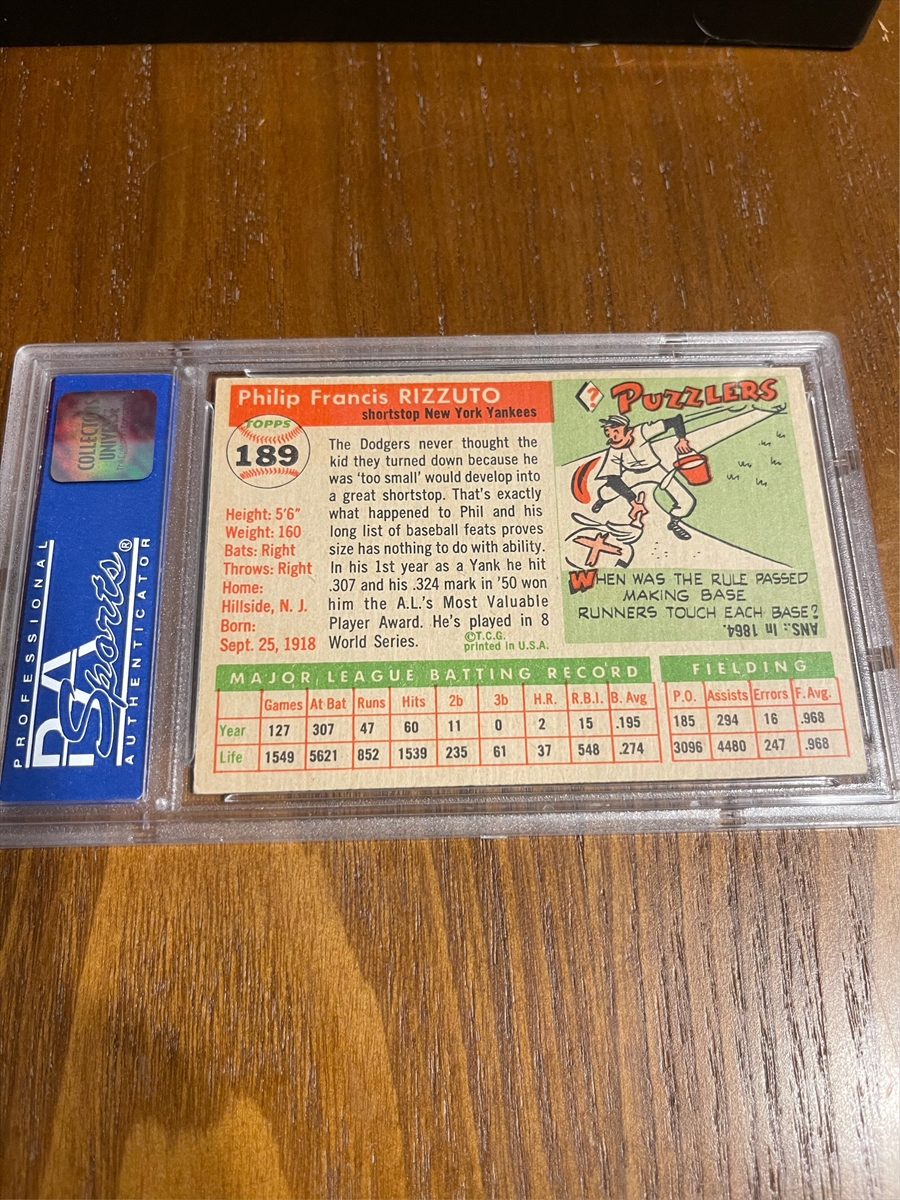 Philip Francis RIZZUTO
shortstop New York Yankees
TOPPS
189
Height: 5'6"
Weight: 160
Bats: Right
Throws: Right
Home:
Hillside, N. J.
Born:
Sept. 25, 1918
The Dodgers never thought the
kid they turned down because he
was 'too small' would develop into
a great shortstop. That's exactly
what happened to Phil and his
long list of baseball feats proves
size has nothing to do with ability.
In his 1st year as a Yank he hit
.307 and his .324 mark in '50 won
him the A.L.'s Most Valuable
Player Award. He's played in 8
World Series.
©T.C.G.
printed in U.S.A.
?
PUZZLERS
WHEN WAS THE RULE PASSED
MAKING BASE
RUNNERS TOUCH EACH BASE?
ANS.: In 1864.
MAJOR LEAGUE BATTING RECORD
FIELDING
Games At Bat Runs Hits 2b 3b H.R. R.B.I. B. Avg P.O. Assists Errors F. Avg.
Year 127 307 47 60 11 0 2 15 .195 185 294 16 .968
Life 1549 5621 852 1539 235 61 37 548 .274 3096 4480 247 .968
COLLECTORS
UNIVERSE
PROFESSIONAL
PSA
Sports®
AUTHENTICATOR